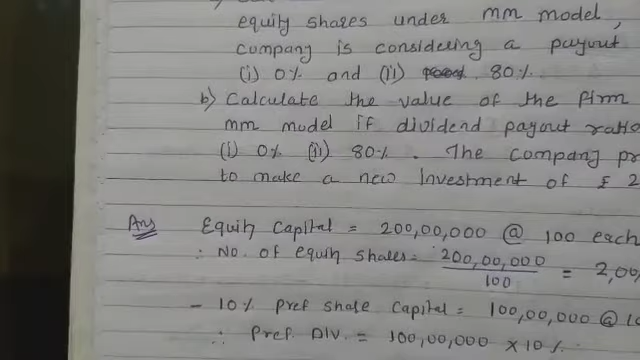 equity shares under mm model,
company is considering a payout
(i) 0% and (ii) 80%.
b) Calculate the value of the firm
mm model if dividend payout ratio
(i) 0% (ii) 80%. The company pr
to make a new Investment of ₤ 2
Ans Equity Capital = 200,00,000 @ 100 each
∴ No. of equity shares = 200,00,000 / 100 = 2,00,
- 10% Pref share Capital = 100,00,000 @ 10
∴ Pref Div. = 100,00,000 × 10%.